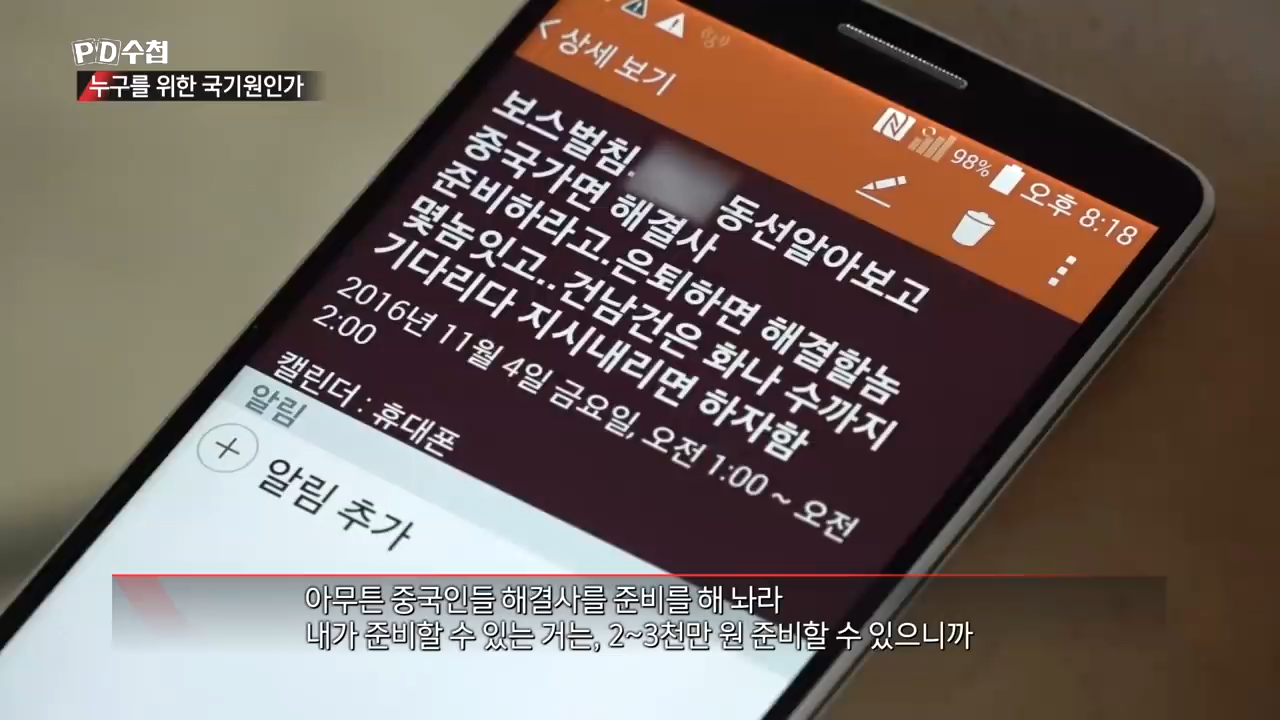 PD수첩
누구를 위한 국기원인가
98% 오후 8:18
상세 보기
보스벌침. 동선알아보고
중국가면 해결사
준비하라고.은퇴하면 해결할놈
몇놈잇고..건남건은 화나 수까지
기다리다 지시내리면 하자함
2016년 11월 4일 금요일, 오전 1:00 ~ 오전
2:00
캘린더 : 휴대폰
알림
알림 추가
아무튼 중국인들 해결사를 준비를 해 놔라
내가 준비할 수 있는 거는, 2~3천만 원 준비할 수 있으니까